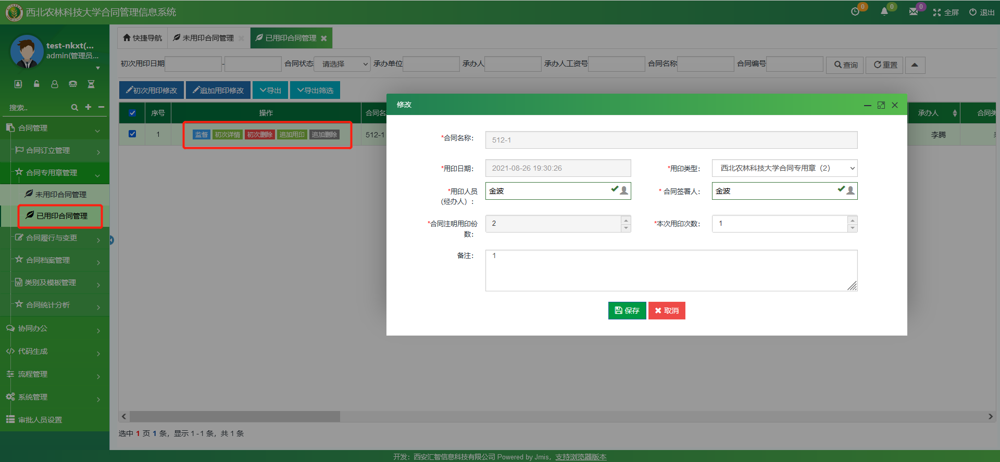 西北农林科技大学合同管理信息系统
0
0
0
全屏
退出
test-nkxt(...
admin(管理员...
搜索..
合同管理
合同订立管理
合同专用章管理
未用印合同管理
已用印合同管理
合同履行与变更
合同档案管理
类别及模板管理
合同统计分析
协同办公
代码生成
流程管理
系统管理
审批人员设置
快捷导航
未用印合同管理
已用印合同管理
初次用印日期 - 合同状态 请选择 承办单位 承办人 承办人工资号 合同名称 合同编号 查询 重置
初次用印修改 追加用印修改 导出 导出筛选
序号 操作 合同名 承办人 合同类
1 监督 初次详情 初次删除 追加用印 追加删除 512-1 李腾
修改
*合同名称: 512-1
*用印日期: 2021-08-26 19:30:26 *用印类型: 西北农林科技大学合同专用章（2）
*用印人员(经办人)： 金波 * 合同签署人: 金波
*合同注明用印份数: 2 *本次用印次数: 1
备注: 1
保存 取消
选中 1 页 1 条，显示 1 - 1 条，共 1 条
开发：西安汇智信息科技有限公司 Powered by Jmis，支持浏览器版本